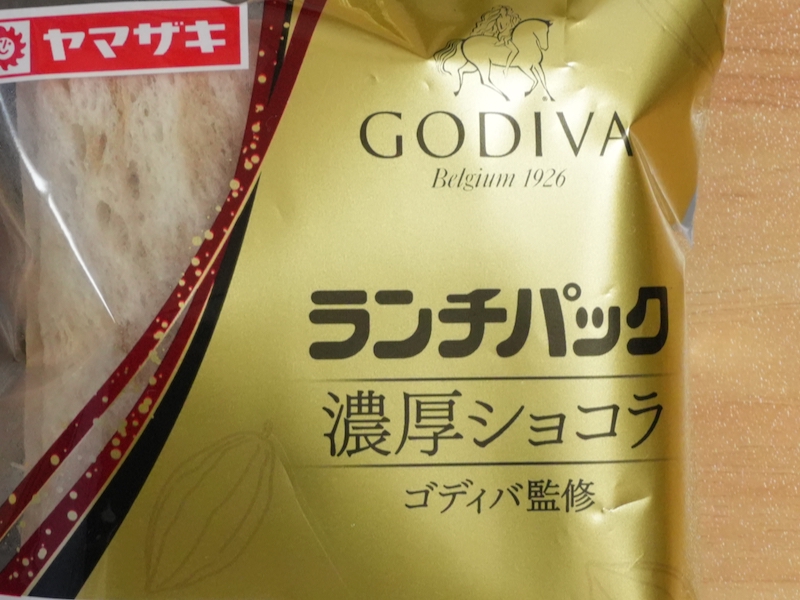 ヤマザキ
GODIVA
Belgium 1926
ランチパック
濃厚ショコラ
ゴディバ監修